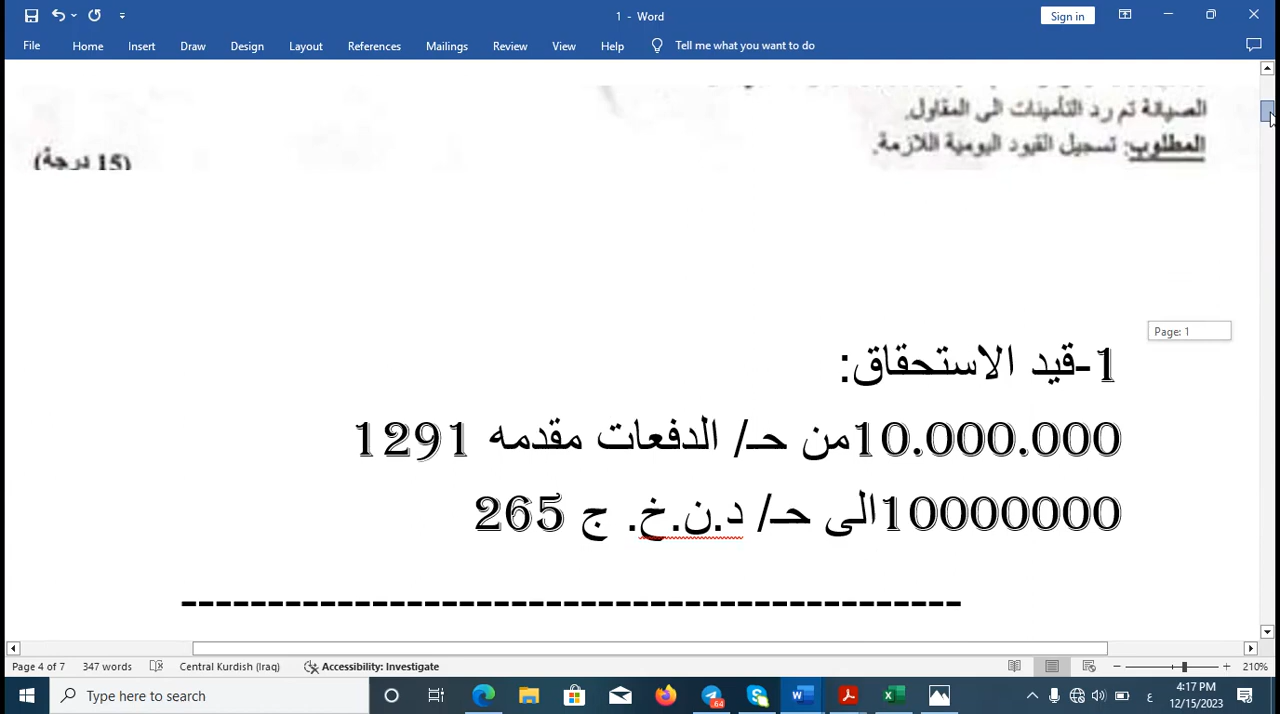 1 - Word
Sign in
File Home Insert Draw Design Layout References Mailings Review View Help Tell me what you want to do
الصيانة تم رد التأمينات الى المقاول.
المطلوب: تسجيل القيود اليومية اللازمة.
(15 درجة)
Page: 1
1-قيد الاستحقاق:
10.000.000من حـ/ الدفعات مقدمه 1291
10000000الى حـ/ د.ن.خ. ج 265
-------------------------------------------
Page 4 of 7 347 words Central Kurdish (Iraq) Accessibility: Investigate 210%
Type here to search
64
ع
4:17 PM
12/15/2023